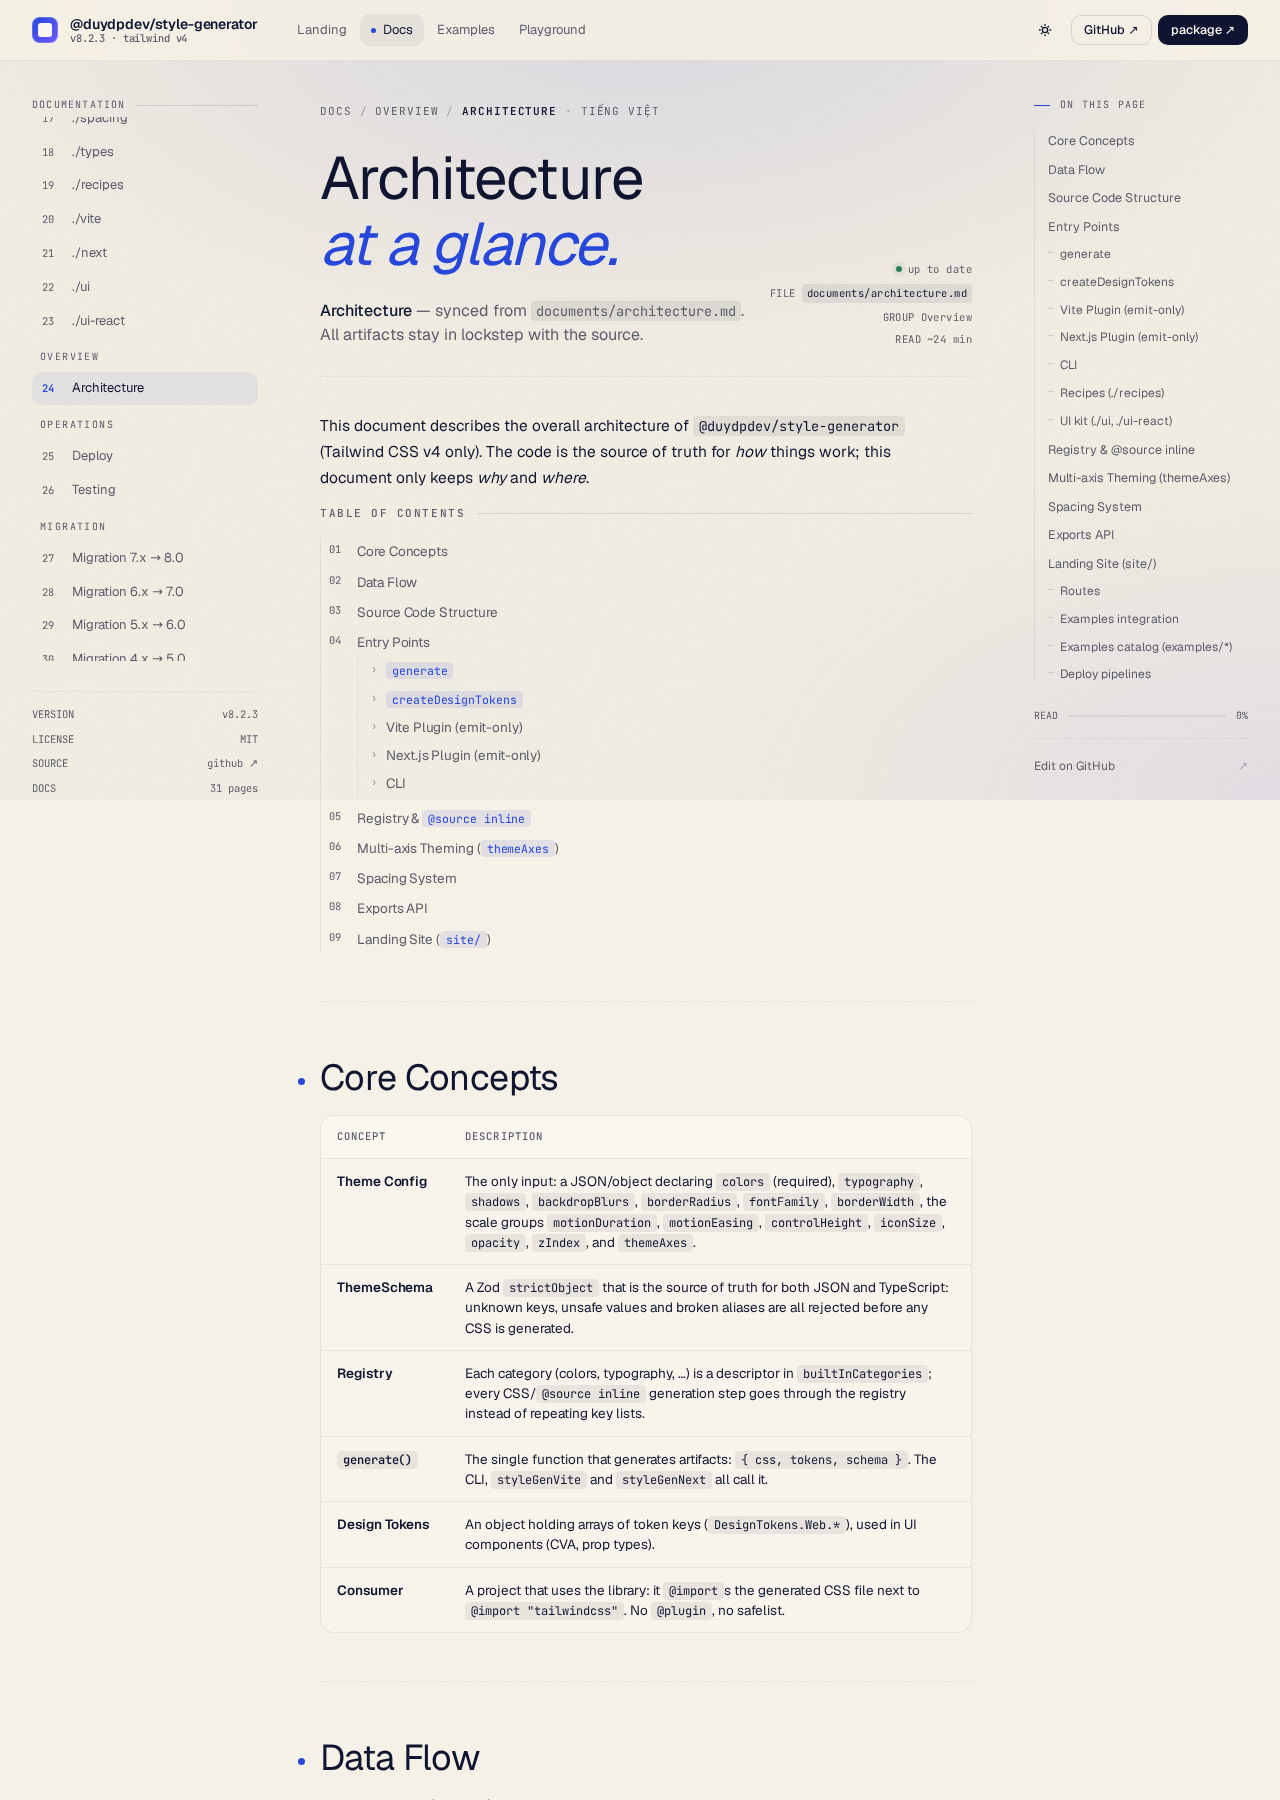 @duydpdev/style-generator
v8.2.3 · tailwind v4
Landing
Docs
Examples
Playground
GitHub ↗
package ↗
DOCUMENTATION
17 ./spacing
18 ./types
19 ./recipes
20 ./vite
21 ./next
22 ./ui
23 ./ui-react
OVERVIEW
24 Architecture
OPERATIONS
25 Deploy
26 Testing
MIGRATION
27 Migration 7.x → 8.0
28 Migration 6.x → 7.0
29 Migration 5.x → 6.0
30 Migration 4.x → 5.0
VERSION v8.2.3
LICENSE MIT
SOURCE github ↗
DOCS 31 pages
DOCS / OVERVIEW / ARCHITECTURE · TIẾNG VIỆT
Architecture
at a glance.
Architecture — synced from documents/architecture.md.
All artifacts stay in lockstep with the source.
up to date
FILE documents/architecture.md
GROUP Overview
READ ~24 min
This document describes the overall architecture of @duydpdev/style-generator
(Tailwind CSS v4 only). The code is the source of truth for how things work; this
document only keeps why and where.
TABLE OF CONTENTS
01 Core Concepts
02 Data Flow
03 Source Code Structure
04 Entry Points
› generate
› createDesignTokens
› Vite Plugin (emit-only)
› Next.js Plugin (emit-only)
› CLI
05 Registry & @source inline
06 Multi-axis Theming (themeAxes)
07 Spacing System
08 Exports API
09 Landing Site (site/)
Core Concepts
CONCEPT DESCRIPTION
Theme Config The only input: a JSON/object declaring colors (required), typography,
shadows, backdropBlurs, borderRadius, fontFamily, borderWidth, the
scale groups motionDuration, motionEasing, controlHeight, iconSize,
opacity, zIndex, and themeAxes.
ThemeSchema A Zod strictObject that is the source of truth for both JSON and TypeScript:
unknown keys, unsafe values and broken aliases are all rejected before any
CSS is generated.
Registry Each category (colors, typography, …) is a descriptor in builtInCategories;
every CSS/@source inline generation step goes through the registry
instead of repeating key lists.
generate() The single function that generates artifacts: { css, tokens, schema }. The
CLI, styleGenVite and styleGenNext all call it.
Design Tokens An object holding arrays of token keys (DesignTokens.Web.*), used in UI
components (CVA, prop types).
Consumer A project that uses the library: it @imports the generated CSS file next to
@import "tailwindcss". No @plugin, no safelist.
Data Flow
ON THIS PAGE
Core Concepts
Data Flow
Source Code Structure
Entry Points
generate
createDesignTokens
Vite Plugin (emit-only)
Next.js Plugin (emit-only)
CLI
Recipes (./recipes)
UI kit (./ui, ./ui-react)
Registry & @source inline
Multi-axis Theming (themeAxes)
Spacing System
Exports API
Landing Site (site/)
Routes
Examples integration
Examples catalog (examples/*)
Deploy pipelines
READ 0%
Edit on GitHub ↗